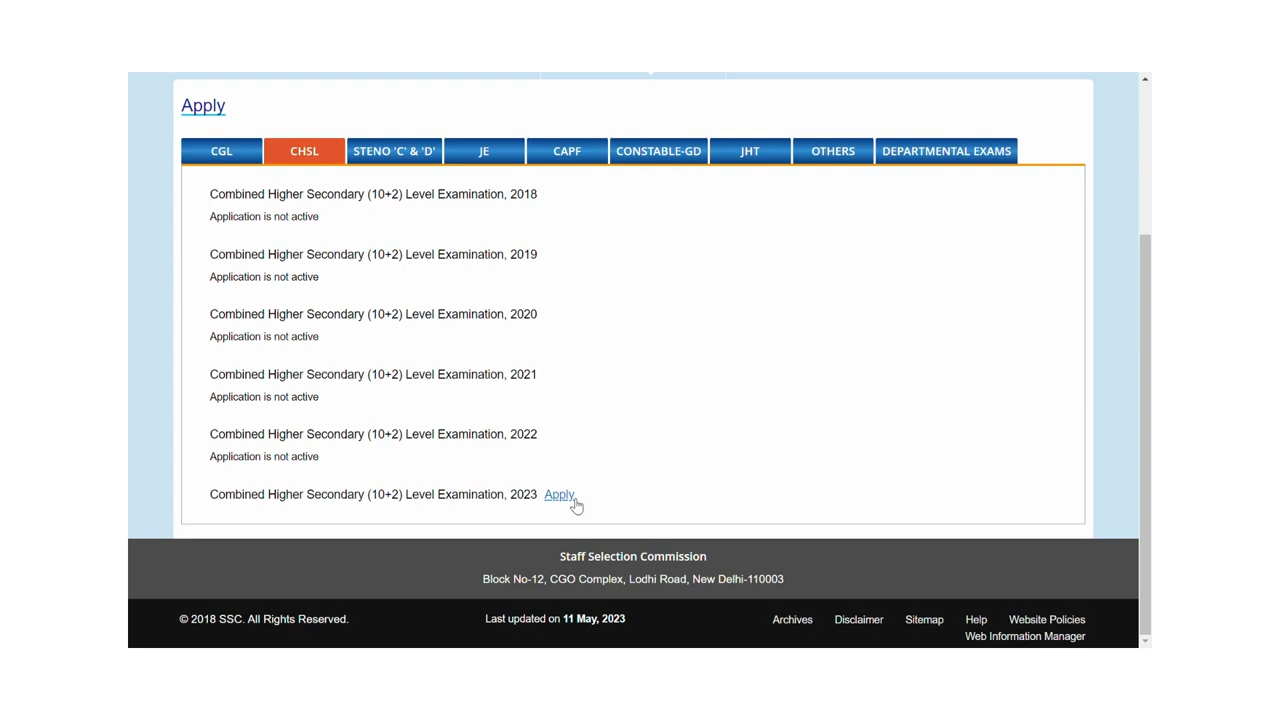 Apply
CGL CHSL STENO 'C' & 'D' JE CAPF CONSTABLE-GD JHT OTHERS DEPARTMENTAL EXAMS
Combined Higher Secondary (10+2) Level Examination, 2018
Application is not active
Combined Higher Secondary (10+2) Level Examination, 2019
Application is not active
Combined Higher Secondary (10+2) Level Examination, 2020
Application is not active
Combined Higher Secondary (10+2) Level Examination, 2021
Application is not active
Combined Higher Secondary (10+2) Level Examination, 2022
Application is not active
Combined Higher Secondary (10+2) Level Examination, 2023 Apply
Staff Selection Commission
Block No-12, CGO Complex, Lodhi Road, New Delhi-110003
© 2018 SSC. All Rights Reserved. Last updated on 11 May, 2023 Archives Disclaimer Sitemap Help Website Policies
Web Information Manager